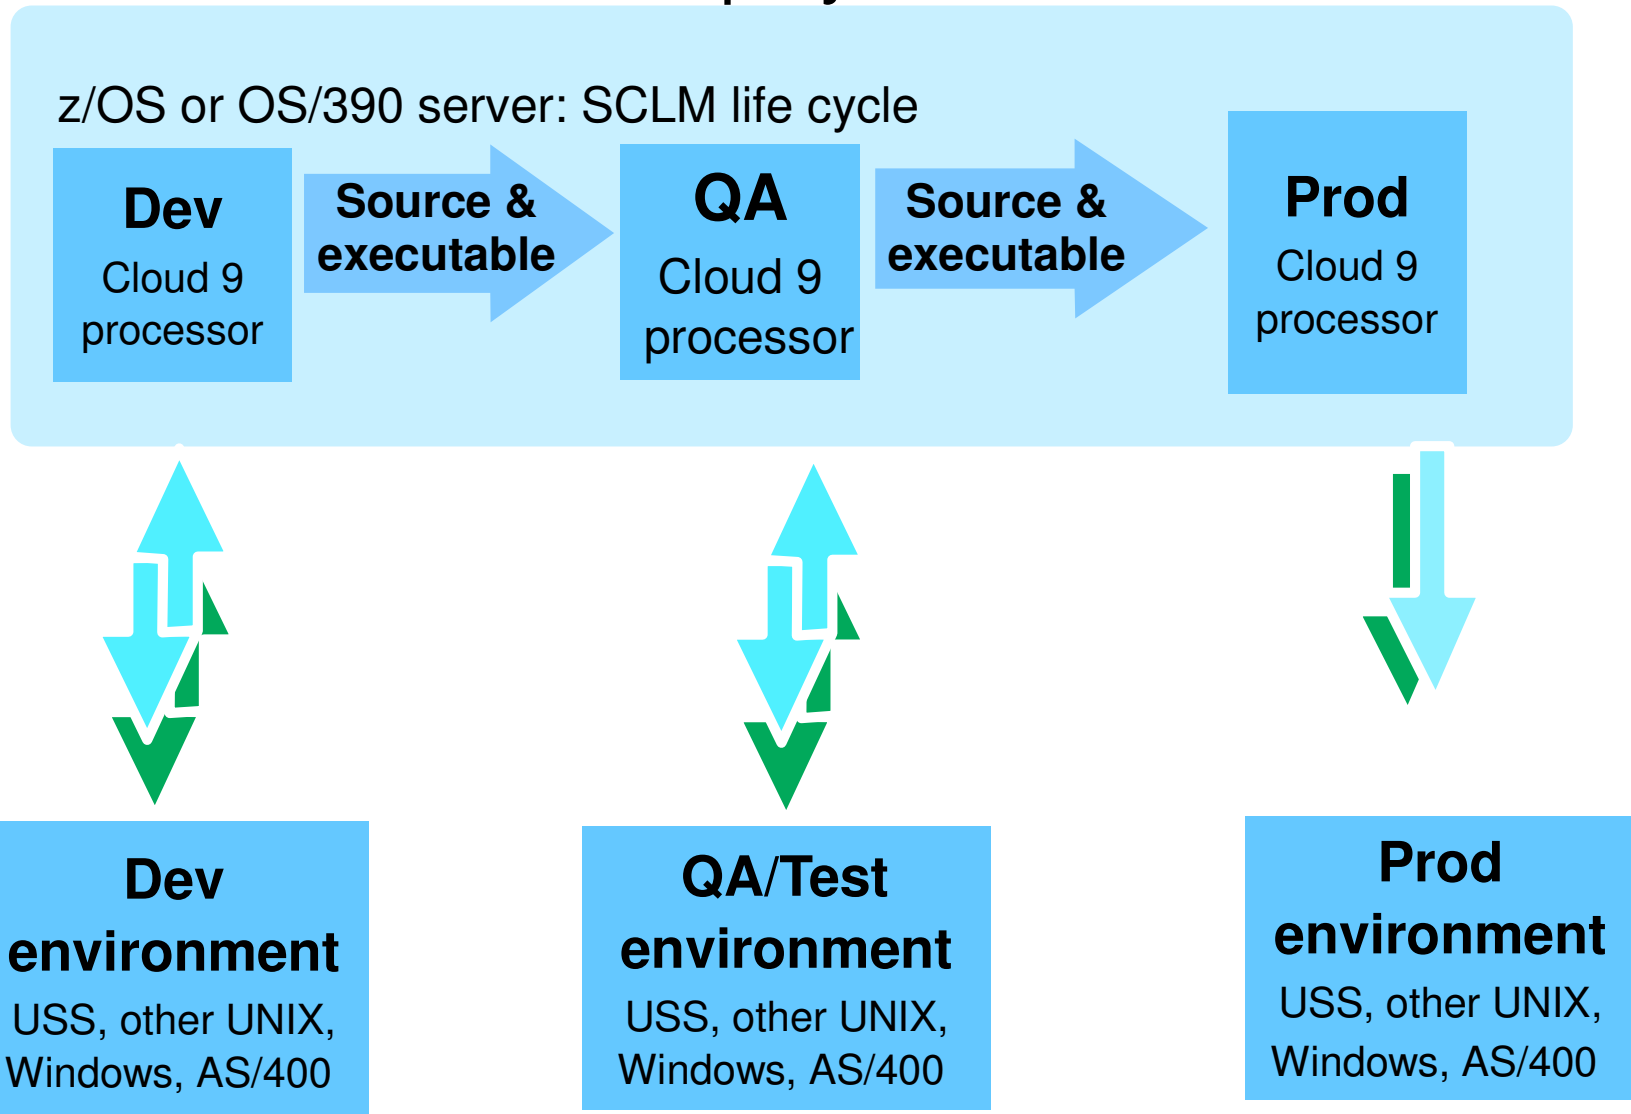 z/OS or OS/390 server: SCLM life cycle
Dev
Cloud 9
processor
Source &
executable
QA
Cloud 9
processor
Source &
executable
Prod
Cloud 9
processor
Dev
environment
USS, other UNIX,
Windows, AS/400
QA/Test
environment
USS, other UNIX,
Windows, AS/400
Prod
environment
USS, other UNIX,
Windows, AS/400